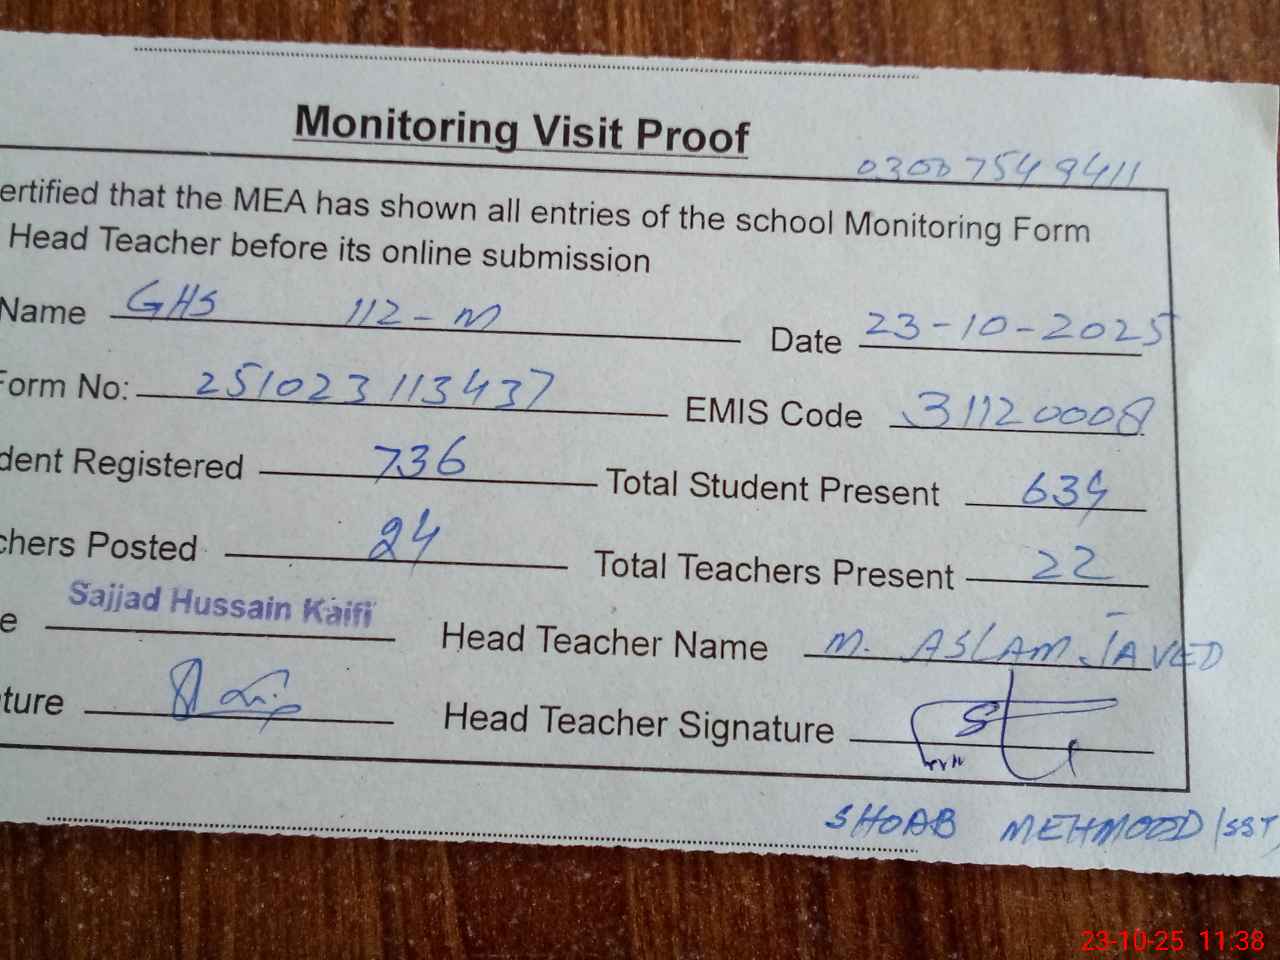 Monitoring Visit Proof
03007549411
ertified that the MEA has shown all entries of the school Monitoring Form
Head Teacher before its online submission
Name GHS 112-M Date 23-10-2025
Form No: 251023113437 EMIS Code 31120008
dent Registered 736 Total Student Present 634
chers Posted 24 Total Teachers Present 22
e Sajjad Hussain Kaifi Head Teacher Name M. ASLAM JAVED
ture Head Teacher Signature
SHOAB MEHMOOD/SST
23-10-25 11:38